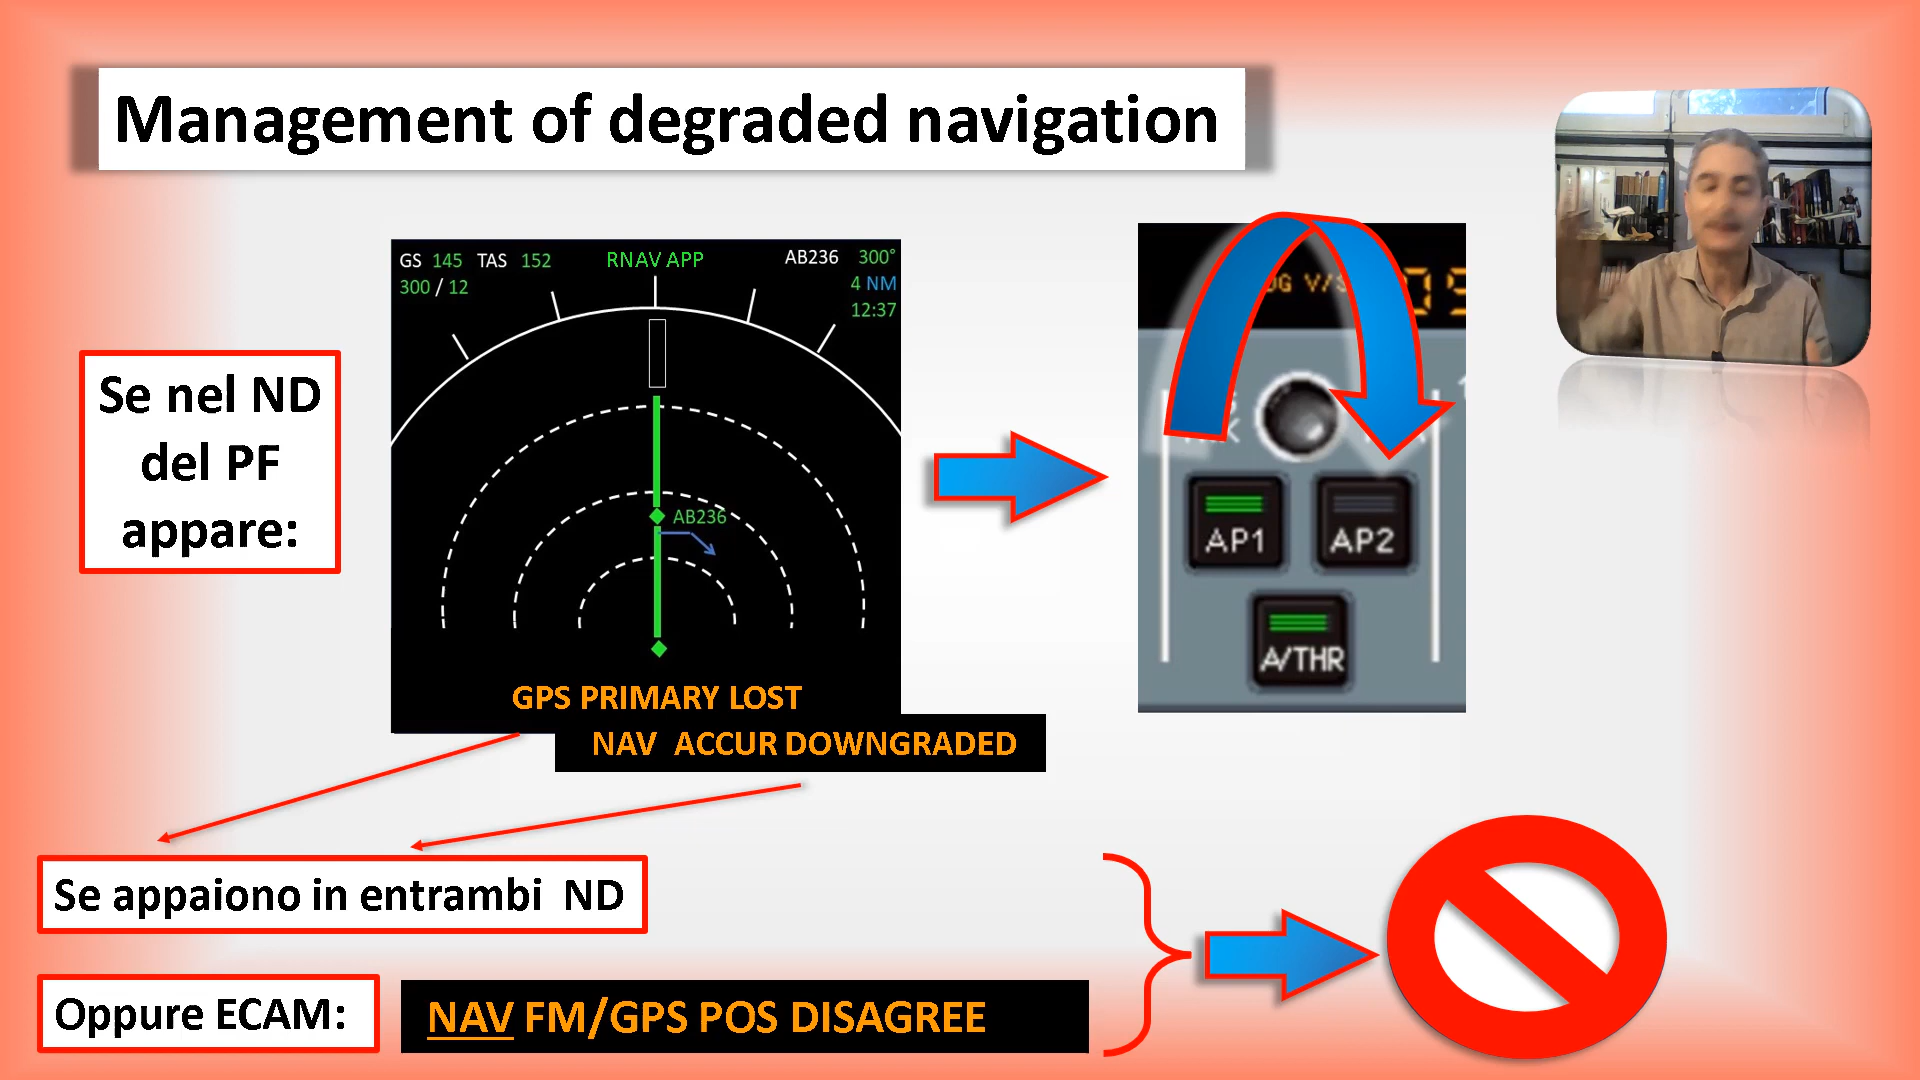 Management of degraded navigation
GS 145 TAS 152
RNAV APP
AB236 300°
300 / 12
4 NM
12:37
Se nel ND
del PF
appare:
AB236
AP1
AP2
A/THR
GPS PRIMARY LOST
NAV ACCUR DOWNGRADED
Se appaiono in entrambi ND
Oppure ECAM:
NAV FM/GPS POS DISAGREE